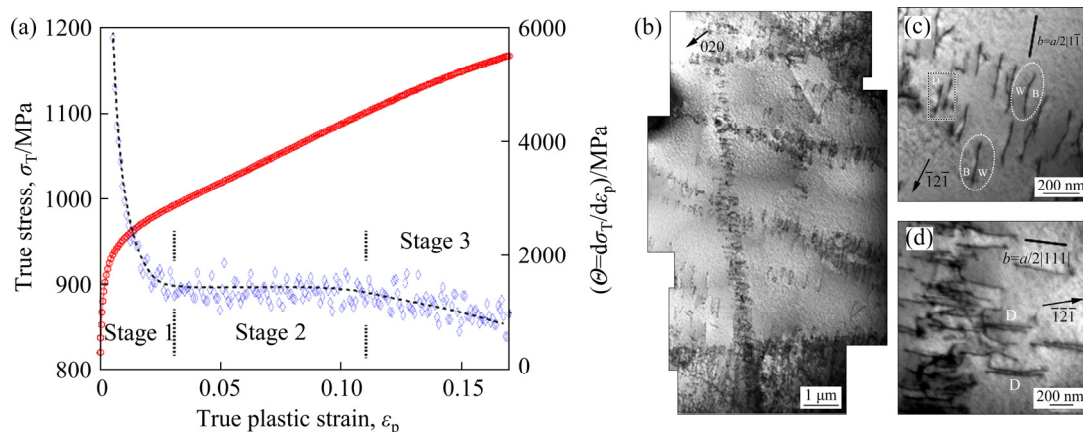 (a)
1200
1100
1000
900
800
True stress, σT/MPa
6000
4000
2000
0
(Θ=dσT/dεp)/MPa
Stage 1
Stage 2
Stage 3
0
0.05
0.10
0.15
True plastic strain, εp
(b)
020
1 μm
(c)
b=a/2[11̄1]
D
W
B
B
W
1̄21̄
200 nm
(d)
b=a/2[111]
D
D
1̄21̄
200 nm